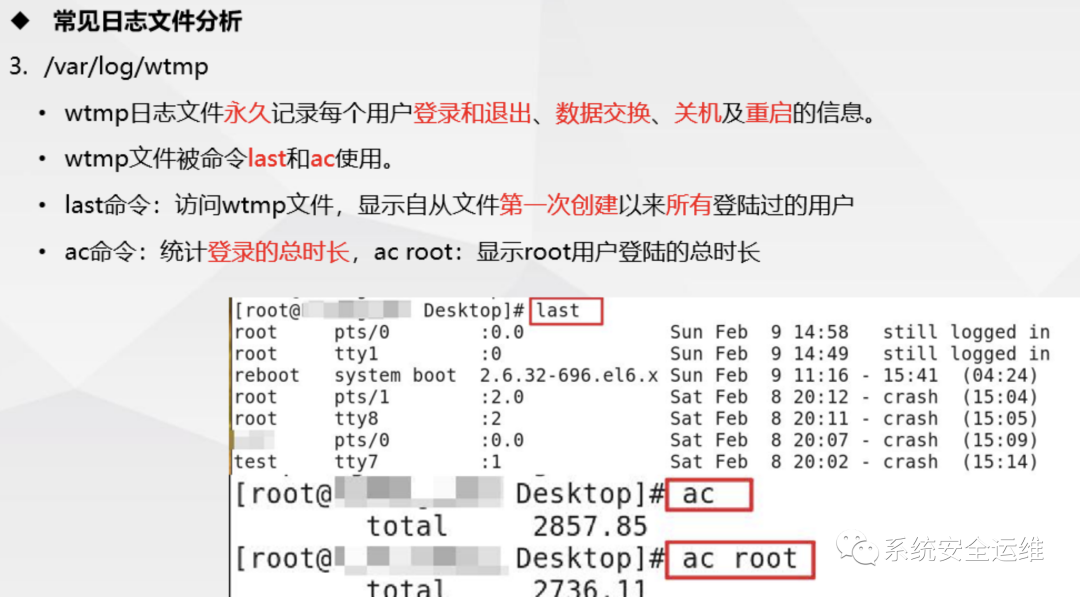 ◆ 常见日志文件分析
3. /var/log/wtmp
• wtmp日志文件永久记录每个用户登录和退出、数据交换、关机及重启的信息。
• wtmp文件被命令last和ac使用。
• last命令：访问wtmp文件，显示自从文件第一次创建以来所有登陆过的用户
• ac命令：统计登录的总时长，ac root：显示root用户登陆的总时长
[root@ Desktop]# last
root pts/0 :0.0 Sun Feb 9 14:58 still logged in
root tty1 :0 Sun Feb 9 14:49 still logged in
reboot system boot 2.6.32-696.el6.x Sun Feb 9 11:16 - 15:41 (04:24)
root pts/1 :2.0 Sat Feb 8 20:12 - crash (15:04)
root tty8 :2 Sat Feb 8 20:11 - crash (15:05)
pts/0 :0.0 Sat Feb 8 20:07 - crash (15:09)
test tty7 :1 Sat Feb 8 20:02 - crash (15:14)
[root@ Desktop]# ac
total 2857.85
[root@ Desktop]# ac root
total 2736.11
系统安全运维